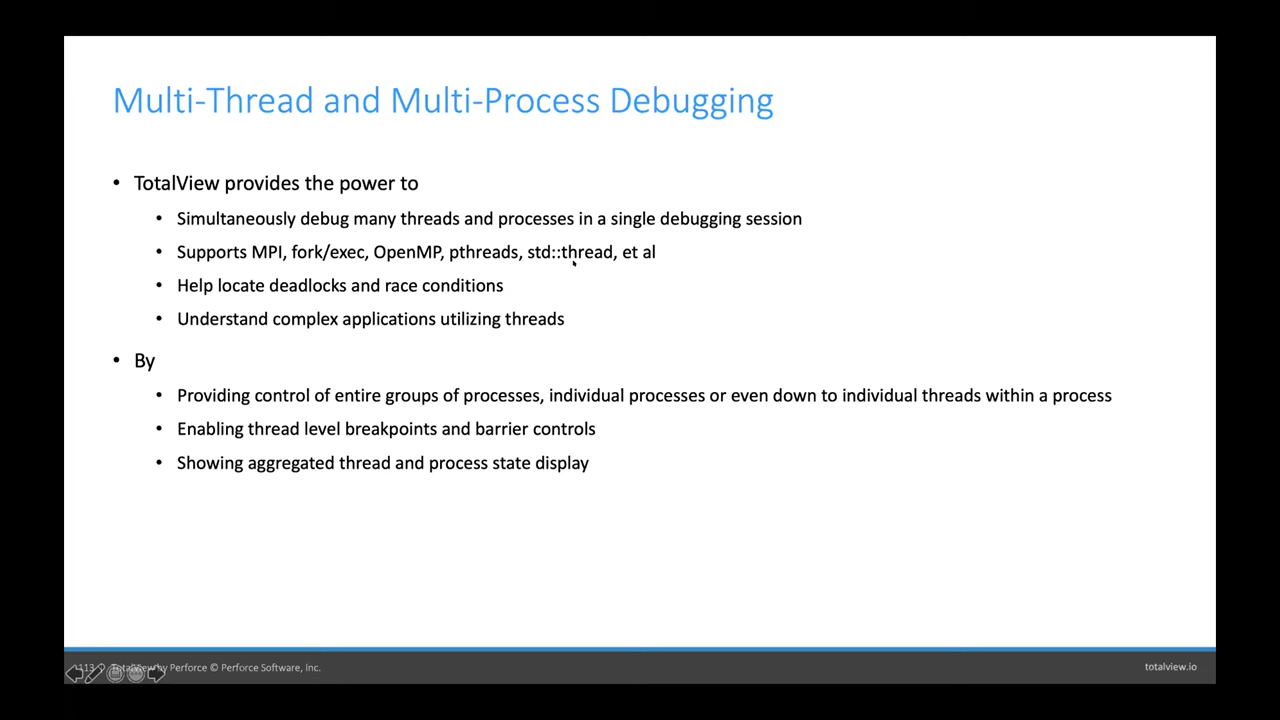 Multi-Thread and Multi-Process Debugging
• TotalView provides the power to
• Simultaneously debug many threads and processes in a single debugging session
• Supports MPI, fork/exec, OpenMP, pthreads, std::thread, et al
• Help locate deadlocks and race conditions
• Understand complex applications utilizing threads
• By
• Providing control of entire groups of processes, individual processes or even down to individual threads within a process
• Enabling thread level breakpoints and barrier controls
• Showing aggregated thread and process state display
TotalView by Perforce © Perforce Software, Inc.
totalview.io